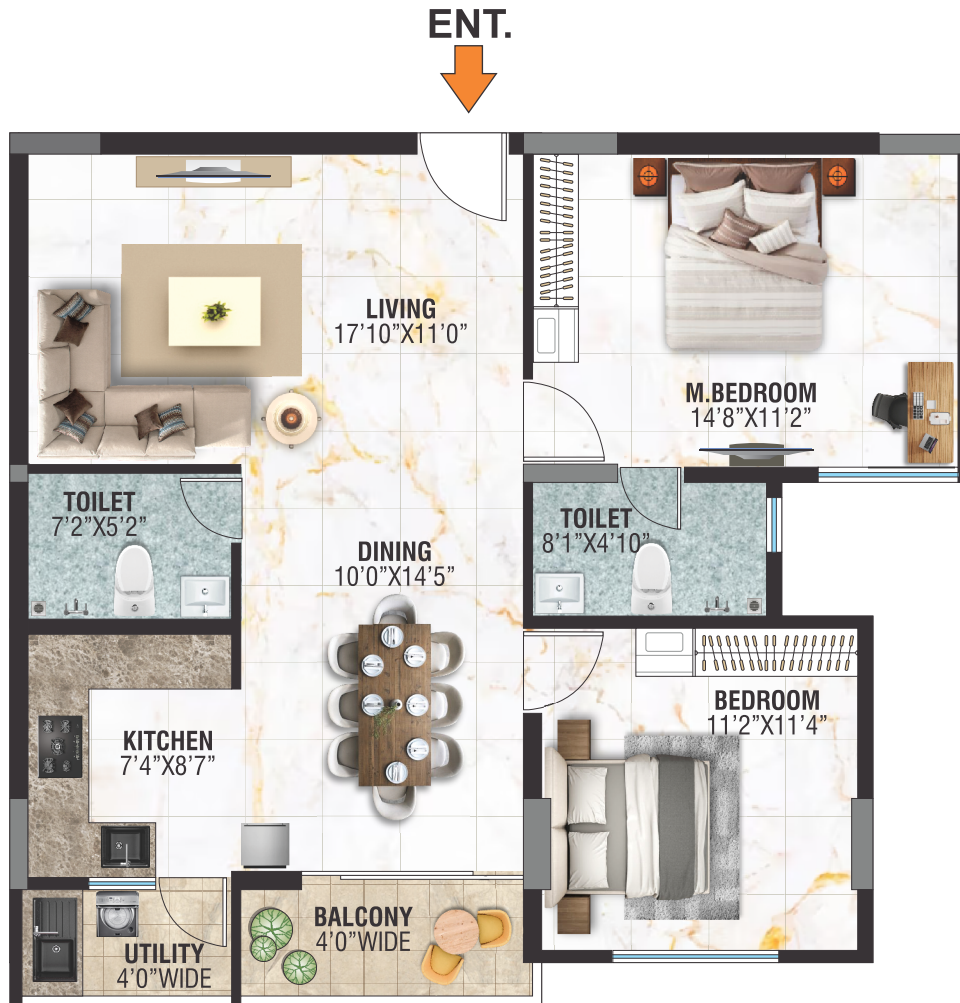 ENT.
LIVING
17'10"X11'0"
M.BEDROOM
14'8"X11'2"
TOILET
7'2"X5'2"
TOILET
8'1"X4'10"
DINING
10'0"X14'5"
BEDROOM
11'2"X11'4"
KITCHEN
7'4"X8'7"
BALCONY
4'0"WIDE
UTILITY
4'0"WIDE